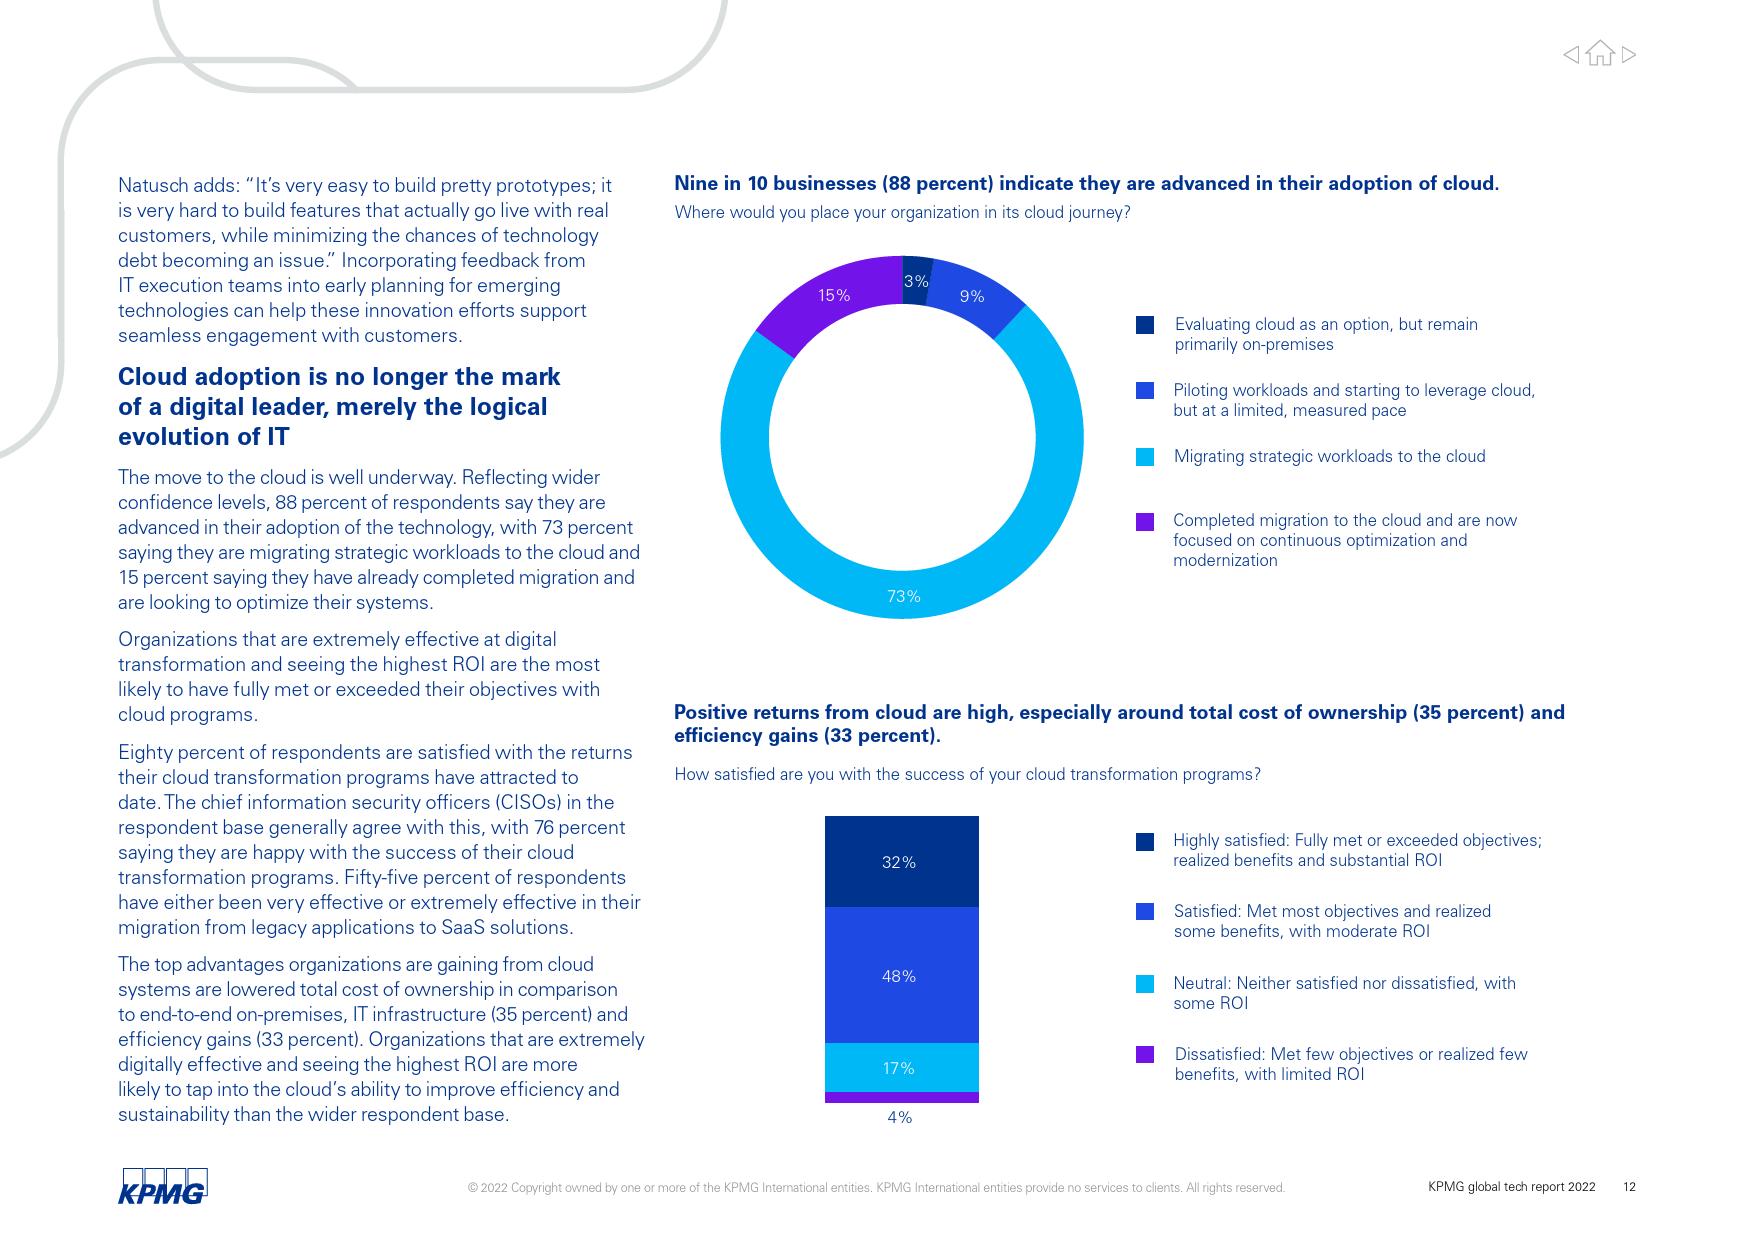 Natusch adds: “It’s very easy to build pretty prototypes; it
is very hard to build features that actually go live with real
customers, while minimizing the chances of technology
debt becoming an issue.” Incorporating feedback from
IT execution teams into early planning for emerging
technologies can help these innovation efforts support
seamless engagement with customers.
Cloud adoption is no longer the mark
of a digital leader, merely the logical
evolution of IT
The move to the cloud is well underway. Reflecting wider
confidence levels, 88 percent of respondents say they are
advanced in their adoption of the technology, with 73 percent
saying they are migrating strategic workloads to the cloud and
15 percent saying they have already completed migration and
are looking to optimize their systems.
Organizations that are extremely effective at digital
transformation and seeing the highest ROI are the most
likely to have fully met or exceeded their objectives with
cloud programs.
Eighty percent of respondents are satisfied with the returns
their cloud transformation programs have attracted to
date. The chief information security officers (CISOs) in the
respondent base generally agree with this, with 76 percent
saying they are happy with the success of their cloud
transformation programs. Fifty-five percent of respondents
have either been very effective or extremely effective in their
migration from legacy applications to SaaS solutions.
The top advantages organizations are gaining from cloud
systems are lowered total cost of ownership in comparison
to end-to-end on-premises, IT infrastructure (35 percent) and
efficiency gains (33 percent). Organizations that are extremely
digitally effective and seeing the highest ROI are more
likely to tap into the cloud’s ability to improve efficiency and
sustainability than the wider respondent base.
Nine in 10 businesses (88 percent) indicate they are advanced in their adoption of cloud.
Where would you place your organization in its cloud journey?
3%
9%
15%
73%
Evaluating cloud as an option, but remain
primarily on-premises
Piloting workloads and starting to leverage cloud,
but at a limited, measured pace
Migrating strategic workloads to the cloud
Completed migration to the cloud and are now
focused on continuous optimization and
modernization
Positive returns from cloud are high, especially around total cost of ownership (35 percent) and
efficiency gains (33 percent).
How satisfied are you with the success of your cloud transformation programs?
32%
48%
17%
4%
Highly satisfied: Fully met or exceeded objectives;
realized benefits and substantial ROI
Satisfied: Met most objectives and realized
some benefits, with moderate ROI
Neutral: Neither satisfied nor dissatisfied, with
some ROI
Dissatisfied: Met few objectives or realized few
benefits, with limited ROI
KPMG
© 2022 Copyright owned by one or more of the KPMG International entities. KPMG International entities provide no services to clients. All rights reserved.
KPMG global tech report 2022 12